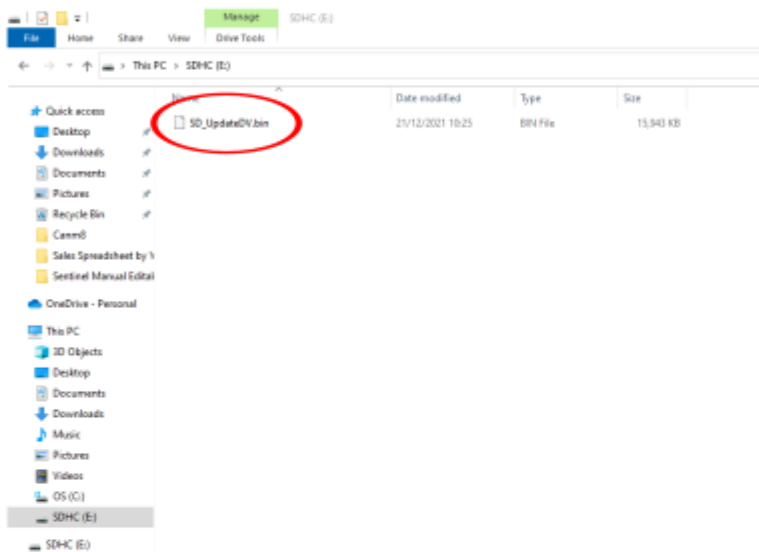 Manage SDHC (E:)
File Home Share View Drive Tools
This PC > SDHC (E:)
Name Date modified Type Size
SD_UpdateDV.bin 21/12/2021 10:25 BIN File 15,943 KB
Quick access
Desktop
Downloads
Documents
Pictures
Recycle Bin
Canm8
Sales Spreadsheet by
Sentinel Manual
OneDrive - Personal
This PC
3D Objects
Desktop
Documents
Downloads
Music
Pictures
Videos
OS (C:)
SDHC (E:)
SDHC (E:)